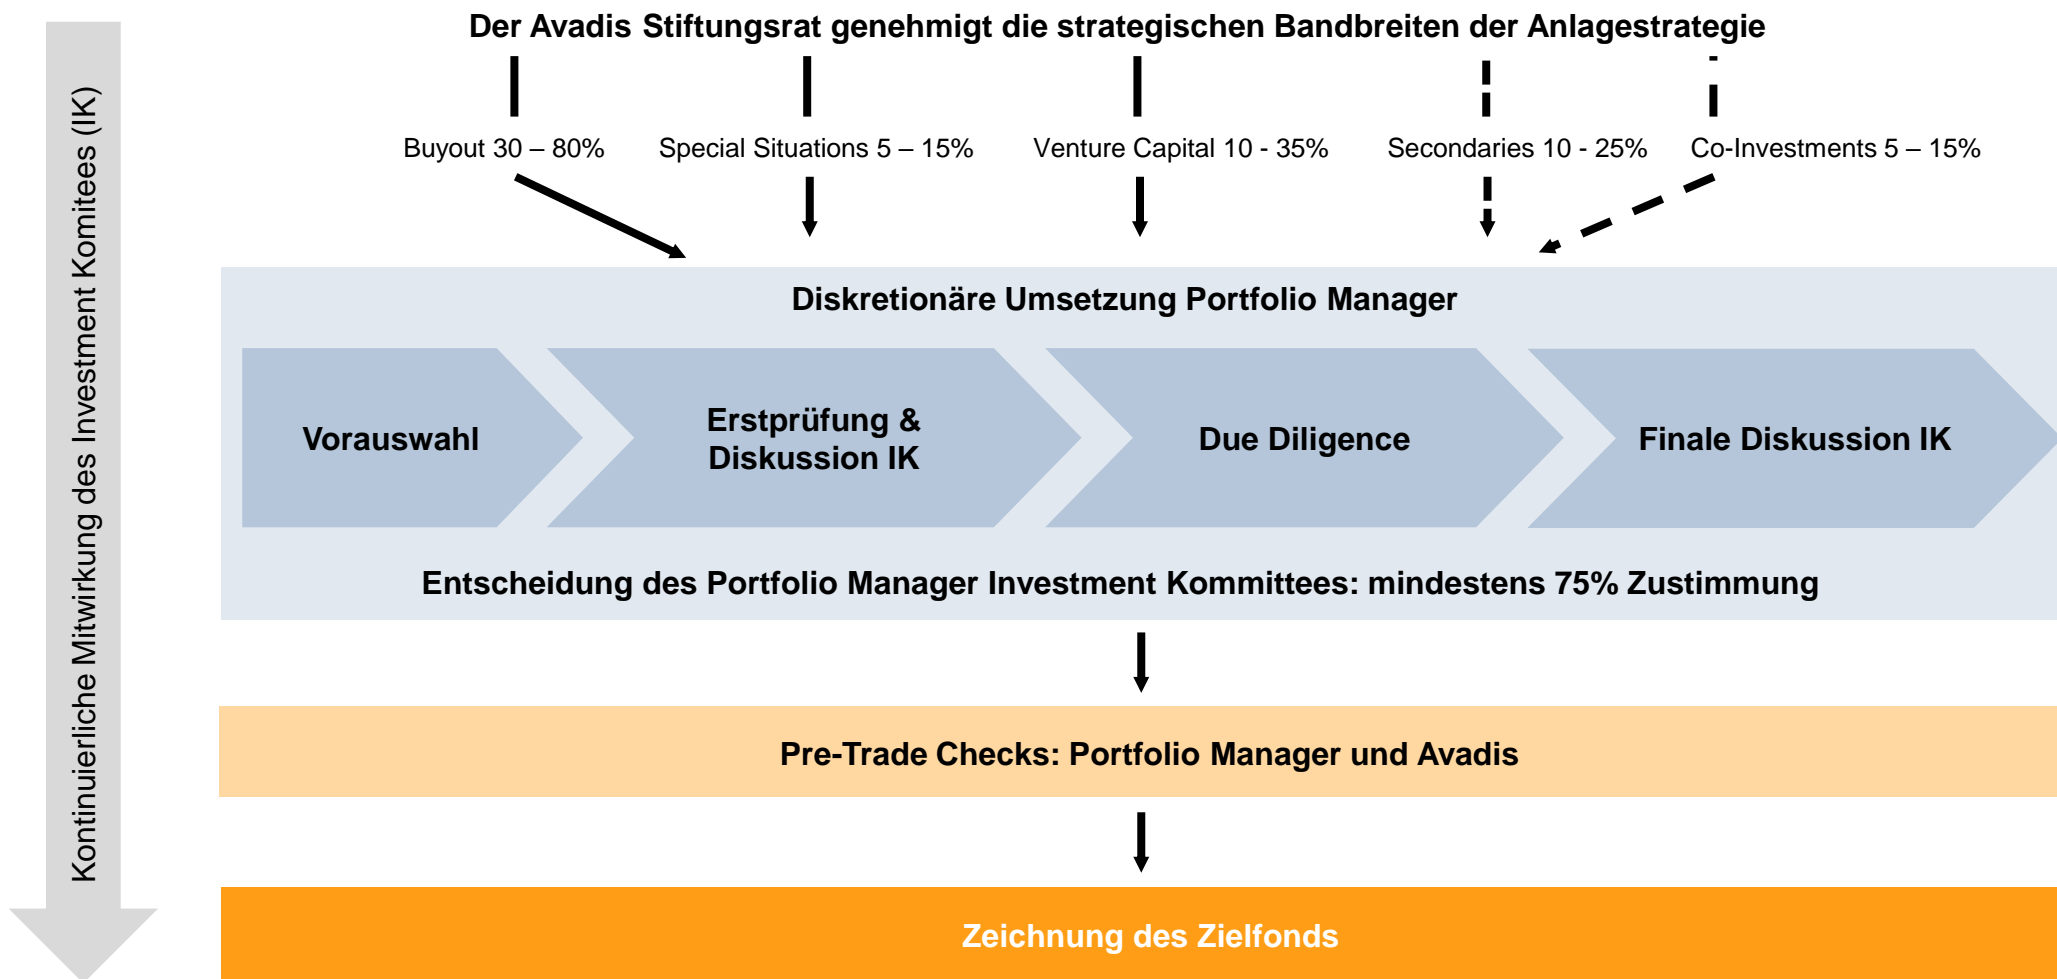 Der Avadis Stiftungsrat genehmigt die strategischen Bandbreiten der Anlagestrategie
Kontinuierliche Mitwirkung des Investment Komitees (IK)
Buyout 30 – 80%
Special Situations 5 – 15%
Venture Capital 10 - 35%
Secondaries 10 - 25%
Co-Investments 5 – 15%
Diskretionäre Umsetzung Portfolio Manager
Vorauswahl
Erstprüfung &
Diskussion IK
Due Diligence
Finale Diskussion IK
Entscheidung des Portfolio Manager Investment Kommittees: mindestens 75% Zustimmung
Pre-Trade Checks: Portfolio Manager und Avadis
Zeichnung des Zielfonds